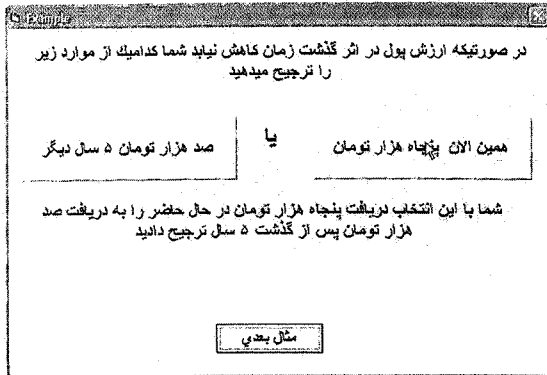 Example
در صورتیکه ارزش پول در اثر گذشت زمان کاهش نیابد شما کدامیك از موارد زیر
را ترجیح میدهید
همین الان پنجاه هزار تومان
یا
صد هزار تومان ۵ سال دیگر
شما با این انتخاب دریافت پنجاه هزار تومان در حال حاضر را به دریافت صد
هزار تومان پس از گذشت ۵ سال ترجیح دادید
مثال بعدي